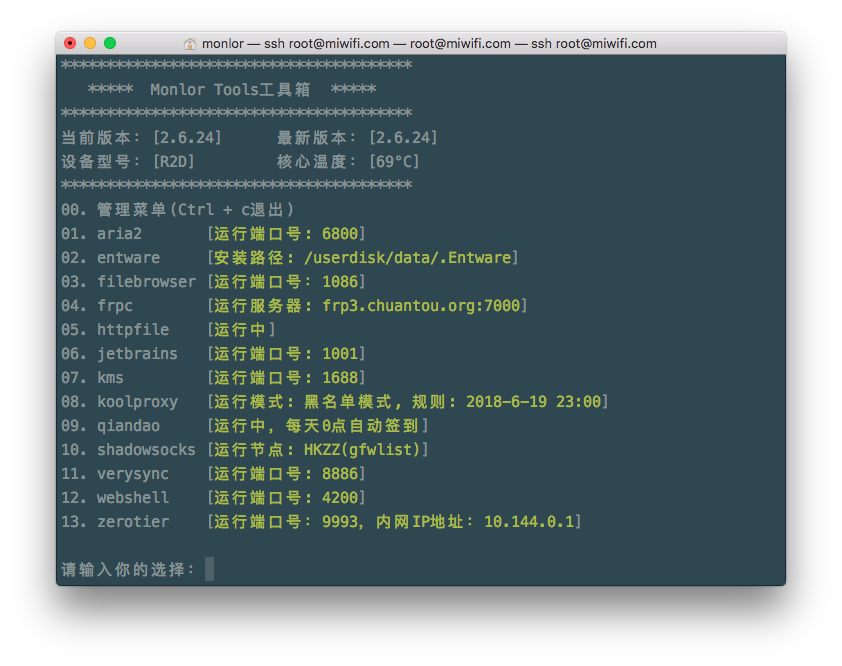 monlor — ssh root@miwifi.com — root@miwifi.com — ssh root@miwifi.com
***************************************
***** Monlor Tools工具箱 *****
***************************************
当前版本: [2.6.24] 最新版本: [2.6.24]
设备型号: [R2D] 核心温度: [69°C]
***************************************
00. 管理菜单(Ctrl + c退出)
01. aria2 [运行端口号: 6800]
02. entware [安装路径: /userdisk/data/.Entware]
03. filebrowser [运行端口号: 1086]
04. frpc [运行服务器: frp3.chuantou.org:7000]
05. httpfile [运行中]
06. jetbrains [运行端口号: 1001]
07. kms [运行端口号: 1688]
08. koolproxy [运行模式: 黑名单模式, 规则: 2018-6-19 23:00]
09. qiandao [运行中, 每天0点自动签到]
10. shadowsocks [运行节点: HKZZ(gfwlist)]
11. verysync [运行端口号: 8886]
12. webshell [运行端口号: 4200]
13. zerotier [运行端口号: 9993, 内网IP地址: 10.144.0.1]
请输入你的选择: